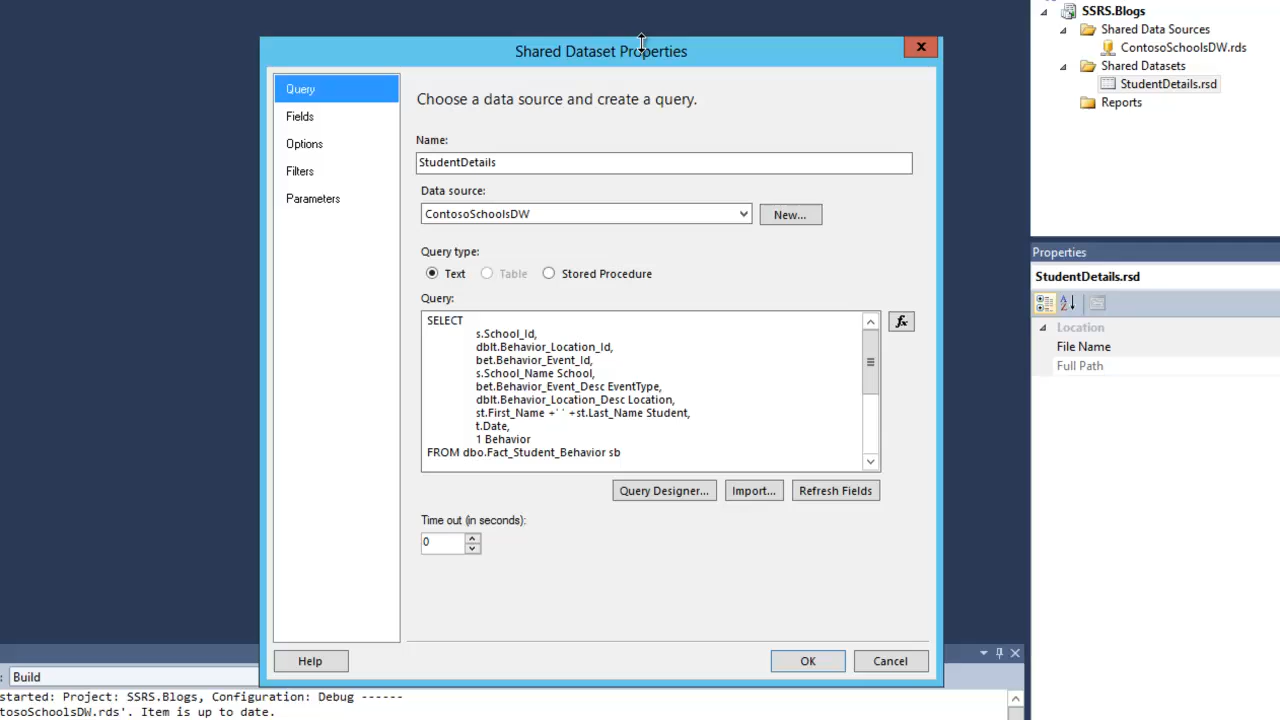 SSRS.Blogs
Shared Data Sources
ContosoSchoolsDW.rds
Shared Datasets
StudentDetails.rsd
Reports
Shared Dataset Properties
Query
Fields
Options
Filters
Parameters
Choose a data source and create a query.
Name:
StudentDetails
Data source:
ContosoSchoolsDW
New...
Query type:
Text
Table
Stored Procedure
Query:
SELECT
s.School_Id,
dblt.Behavior_Location_Id,
bet.Behavior_Event_Id,
s.School_Name School,
bet.Behavior_Event_Desc EventType,
dblt.Behavior_Location_Desc Location,
st.First_Name +' ' +st.Last_Name Student,
t.Date,
1 Behavior
FROM dbo.Fact_Student_Behavior sb
fx
Query Designer...
Import...
Refresh Fields
Time out (in seconds):
0
Help
OK
Cancel
Properties
StudentDetails.rsd
Location
File Name
Full Path
: Build
started: Project: SSRS.Blogs, Configuration: Debug ------
tosoSchoolsDW.rds'. Item is up to date.